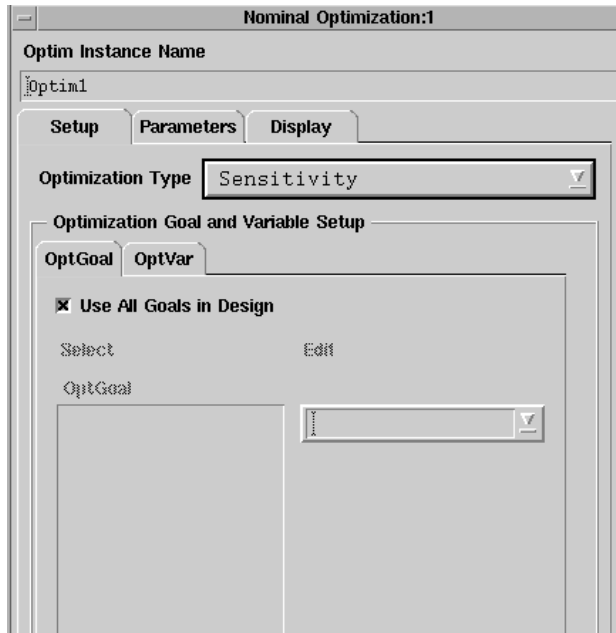 Nominal Optimization:1
Optim Instance Name
Optim1
Setup Parameters Display
Optimization Type Sensitivity
Optimization Goal and Variable Setup
OptGoal OptVar
Use All Goals in Design
Select Edit
OptGoal